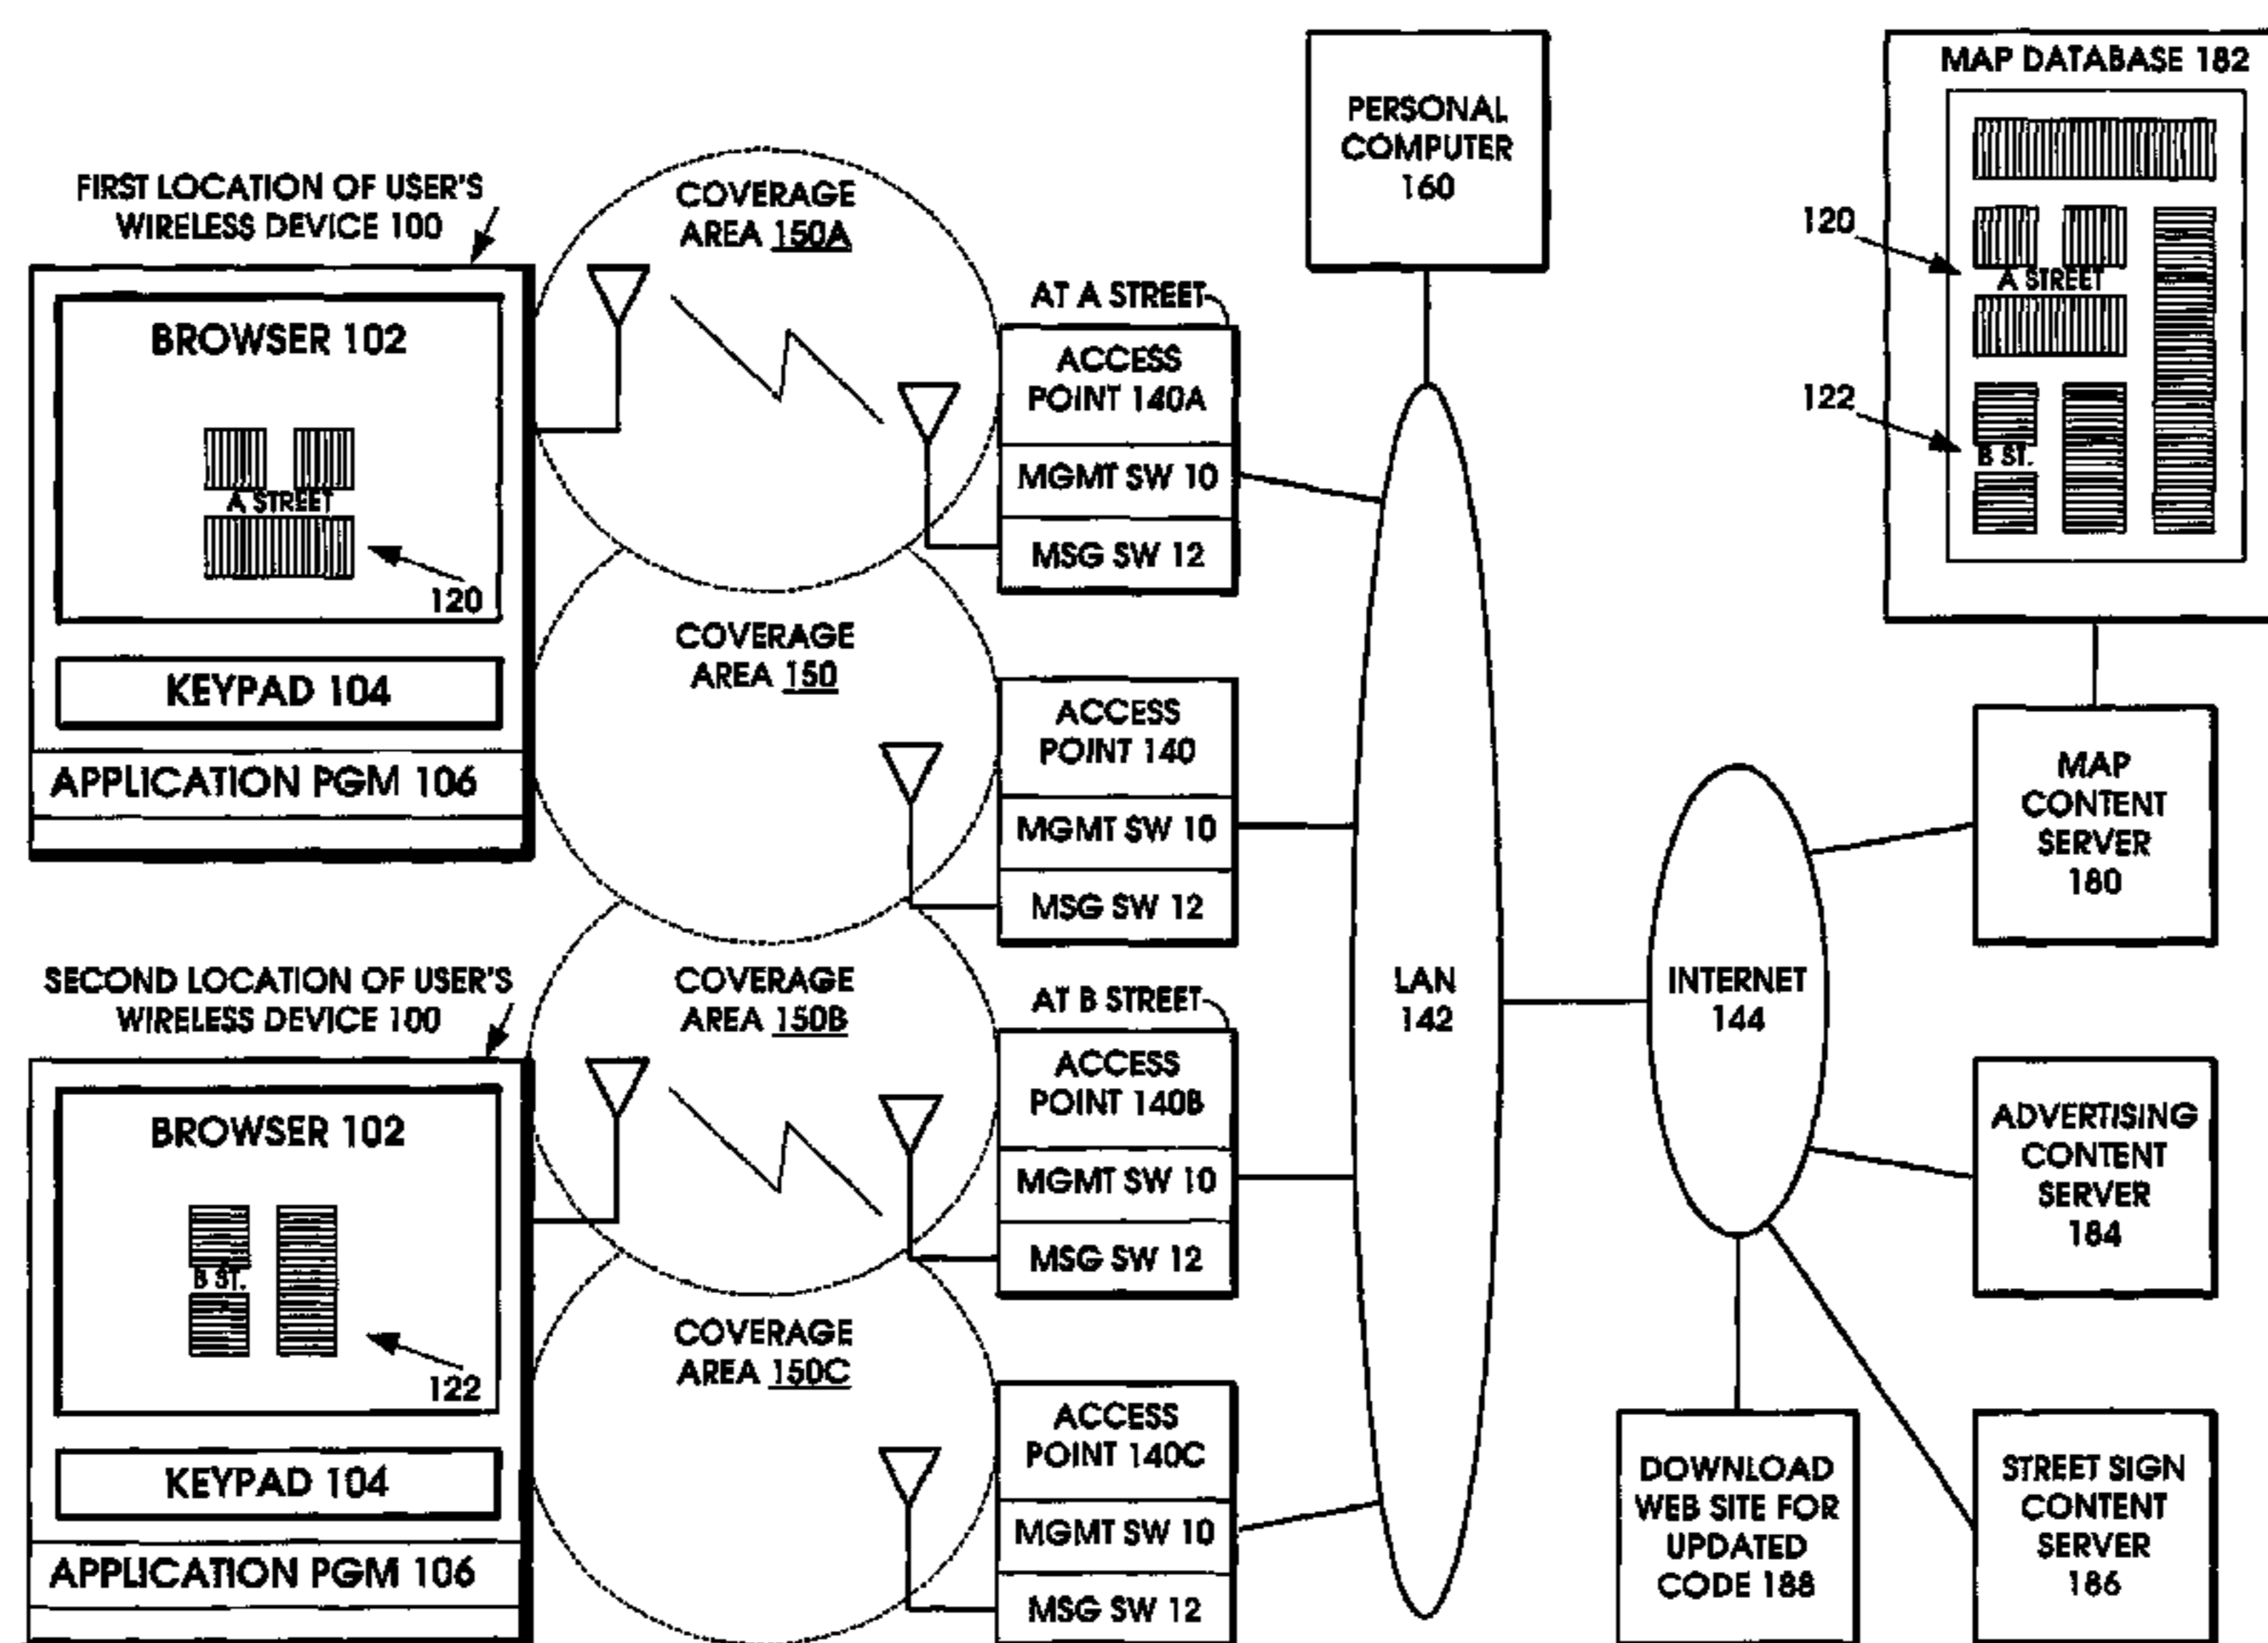 FIRST LOCATION OF USER'S
WIRELESS DEVICE 100
BROWSER 102
A STREET
120
KEYPAD 104
APPLICATION PGM 106
SECOND LOCATION OF USER'S
WIRELESS DEVICE 100
BROWSER 102
B ST.
122
KEYPAD 104
APPLICATION PGM 106
COVERAGE
AREA 150A
COVERAGE
AREA 150
COVERAGE
AREA 150B
COVERAGE
AREA 150C
AT A STREET
ACCESS
POINT 140A
MGMT SW 10
MSG SW 12
ACCESS
POINT 140
MGMT SW 10
MSG SW 12
AT B STREET
ACCESS
POINT 140B
MGMT SW 10
MSG SW 12
ACCESS
POINT 140C
MGMT SW 10
MSG SW 12
PERSONAL
COMPUTER
160
LAN
142
INTERNET
144
MAP DATABASE 182
120
A STREET
122
B ST.
MAP
CONTENT
SERVER
180
ADVERTISING
CONTENT
SERVER
184
DOWNLOAD
WEB SITE FOR
UPDATED
CODE 188
STREET SIGN
CONTENT
SERVER
186